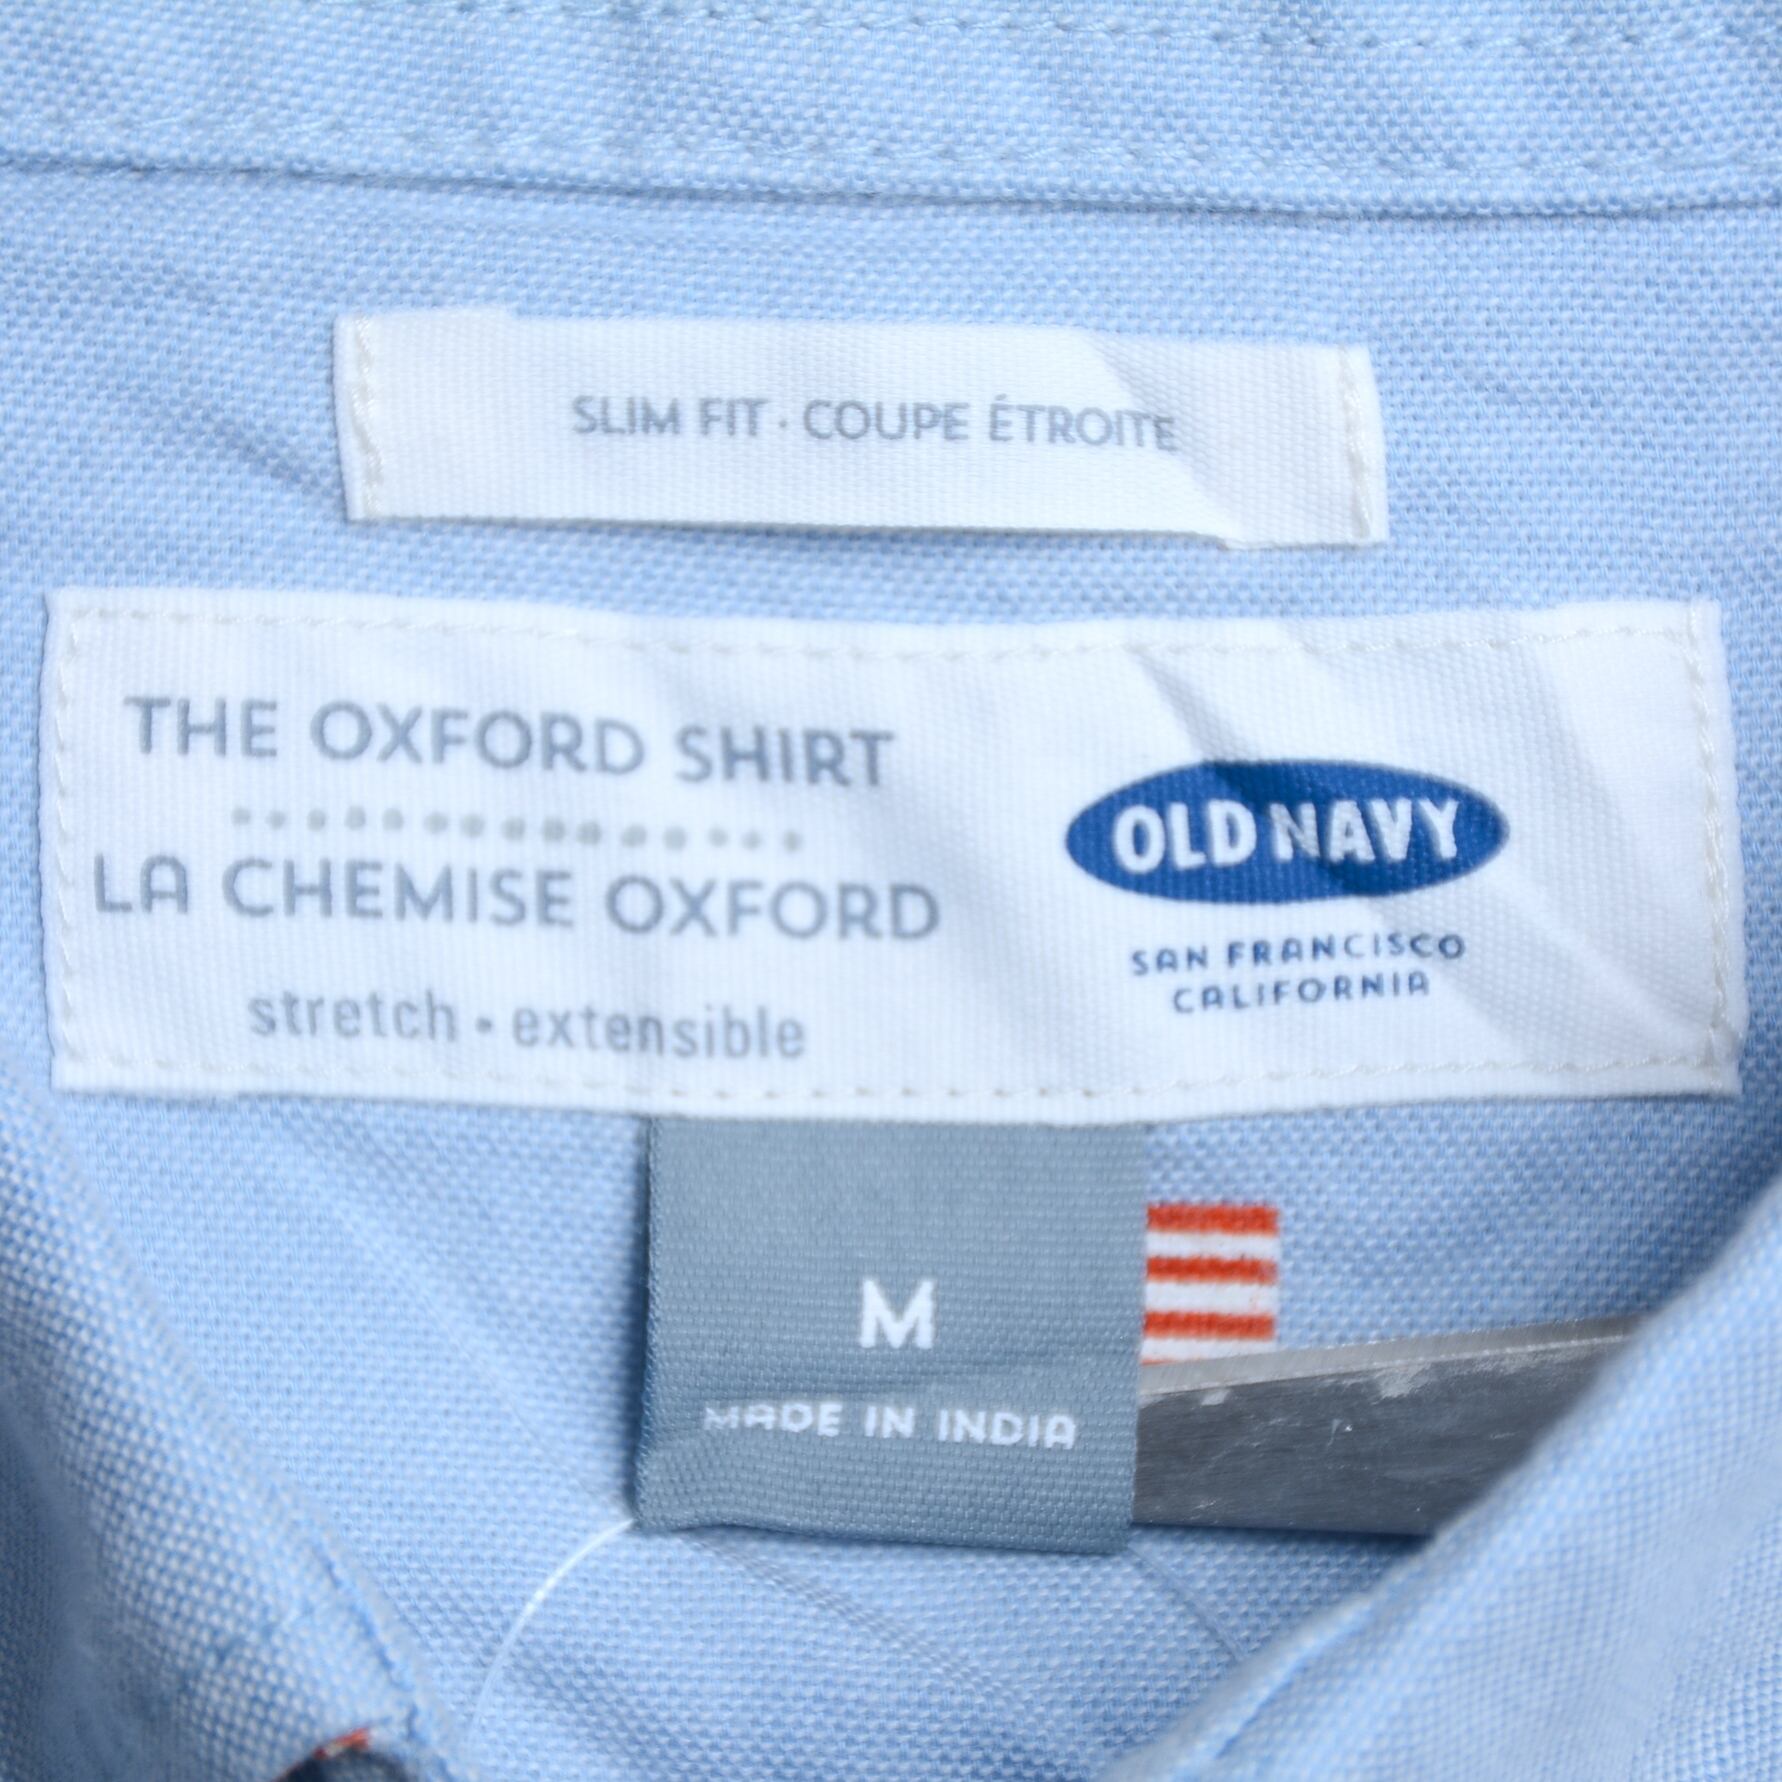 SLIM FIT · COUPE ÉTROITE
THE OXFORD SHIRT
LA CHEMISE OXFORD
stretch • extensible
OLD NAVY
SAN FRANCISCO
CALIFORNIA
M
MADE IN INDIA